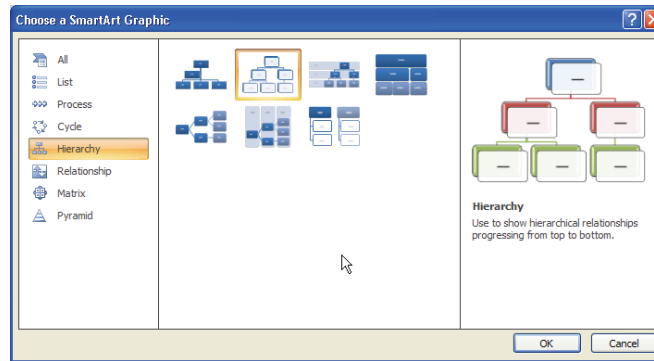 Choose a SmartArt Graphic
All
List
Process
Cycle
Hierarchy
Relationship
Matrix
Pyramid
Hierarchy
Use to show hierarchical relationships
progressing from top to bottom.
OK
Cancel